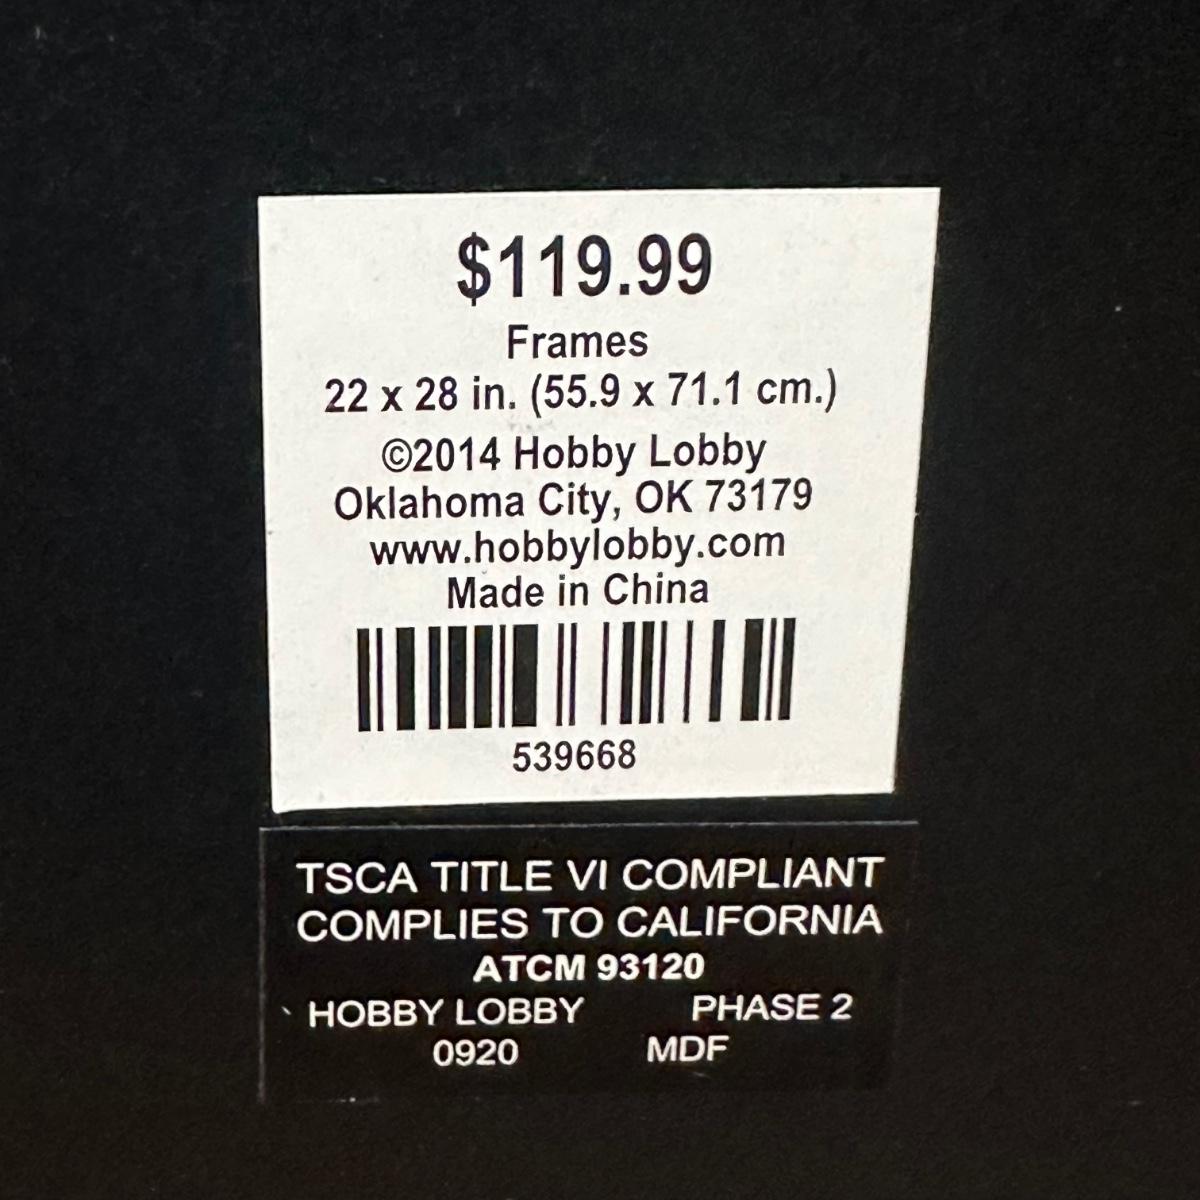 $119.99
Frames
22 x 28 in. (55.9 x 71.1 cm.)
©2014 Hobby Lobby
Oklahoma City, OK 73179
www.hobbylobby.com
Made in China
539668
TSCA TITLE VI COMPLIANT
COMPLIES TO CALIFORNIA
ATCM 93120
HOBBY LOBBY PHASE 2
0920 MDF